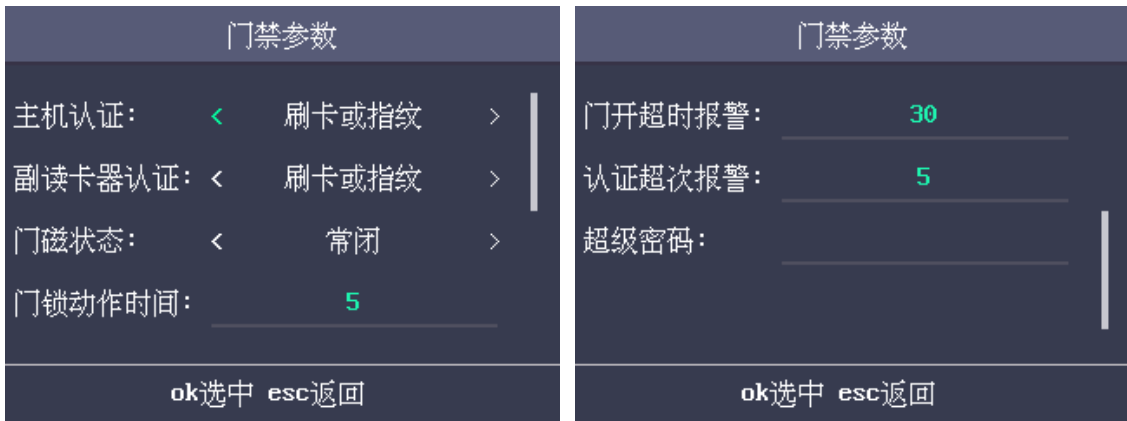 门禁参数
主机认证： < 刷卡或指纹 >
副读卡器认证： < 刷卡或指纹 >
门磁状态： < 常闭 >
门锁动作时间： 5
ok选中 esc返回
门禁参数
门开超时报警： 30
认证超次报警： 5
超级密码：
ok选中 esc返回